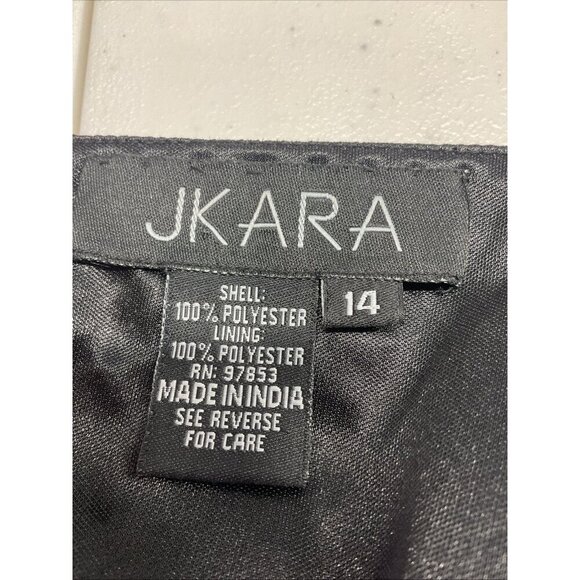 JKARA
14
SHELL:
100% POLYESTER
LINING:
100% POLYESTER
RN: 97853
MADE IN INDIA
SEE REVERSE
FOR CARE